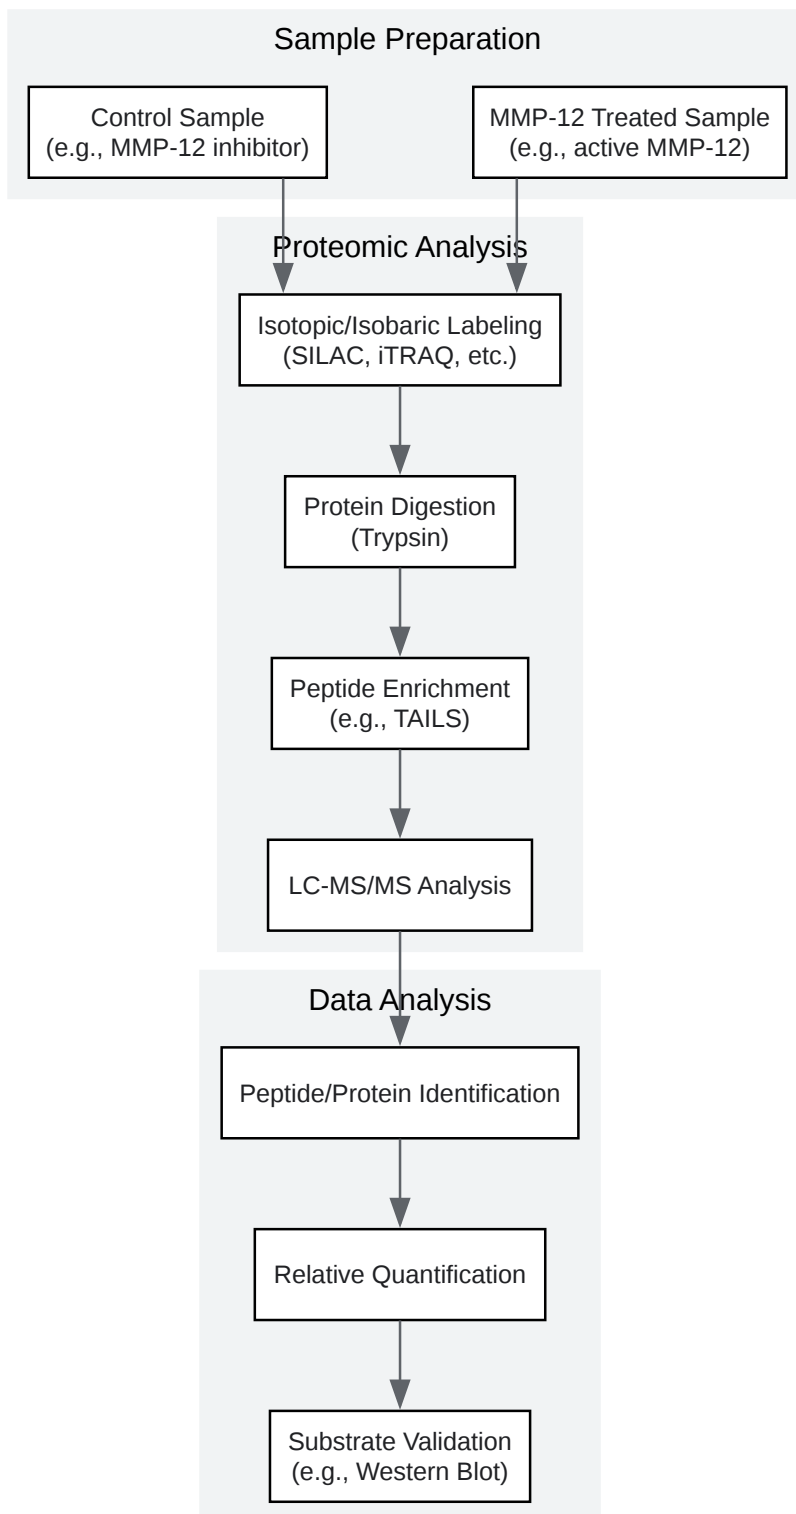 Sample Preparation
Control Sample
(e.g., MMP-12 inhibitor)
MMP-12 Treated Sample
(e.g., active MMP-12)
Proteomic Analysis
Isotopic/Isobaric Labeling
(SILAC, iTRAQ, etc.)
Protein Digestion
(Trypsin)
Peptide Enrichment
(e.g., TAILS)
LC-MS/MS Analysis
Data Analysis
Peptide/Protein Identification
Relative Quantification
Substrate Validation
(e.g., Western Blot)